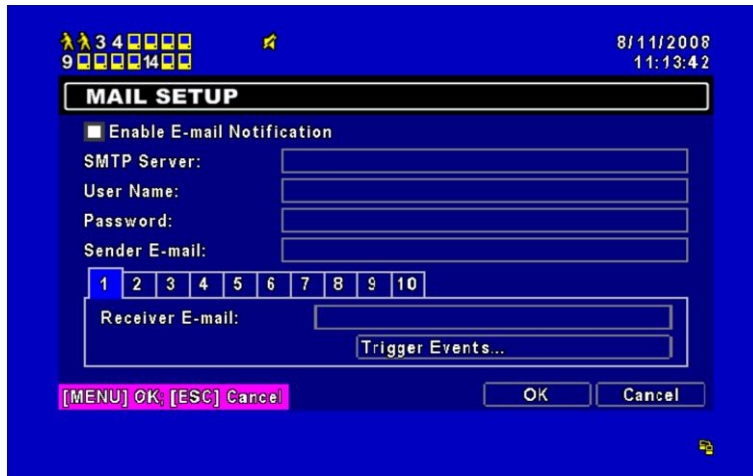 3 4 8/11/2008
9 14 11:13:42
MAIL SETUP
Enable E-mail Notification
SMTP Server:
User Name:
Password:
Sender E-mail:
1 2 3 4 5 6 7 8 9 10
Receiver E-mail:
Trigger Events...
[MENU] OK; [ESC] Cancel OK Cancel